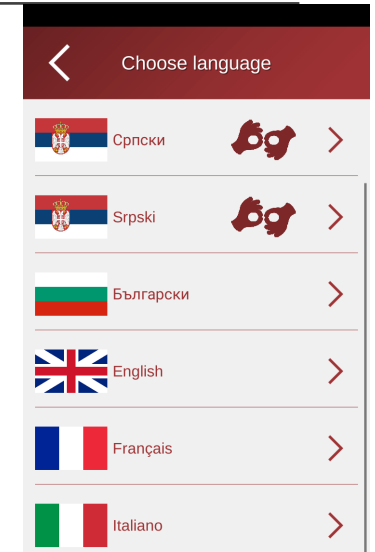 Choose language
Српски
Srpski
Български
English
Français
Italiano